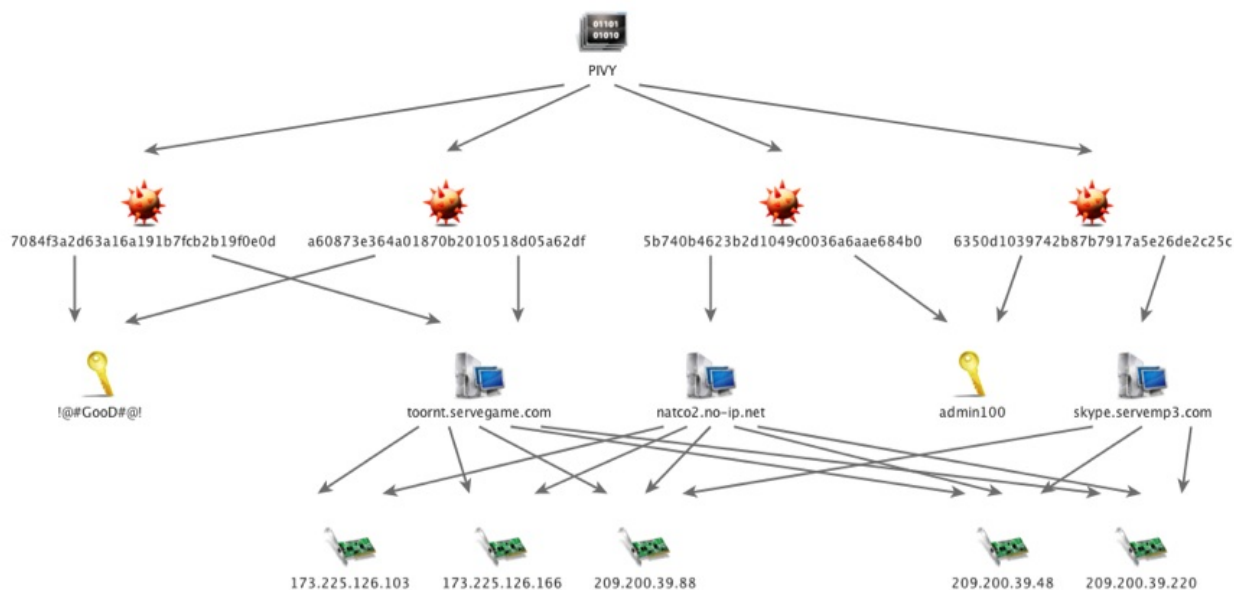 01101
01010
PIVY
7084f3a2d63a16a191b7fcb2b19f0e0d
a60873e364a01870b2010518d05a62df
5b740b4623b2d1049c0036a6aae684b0
6350d1039742b87b7917a5e26de2c25c
!@#GooD#@!
toornt.servegame.com
natco2.no-ip.net
admin100
skype.servemp3.com
173.225.126.103
173.225.126.166
209.200.39.88
209.200.39.48
209.200.39.220